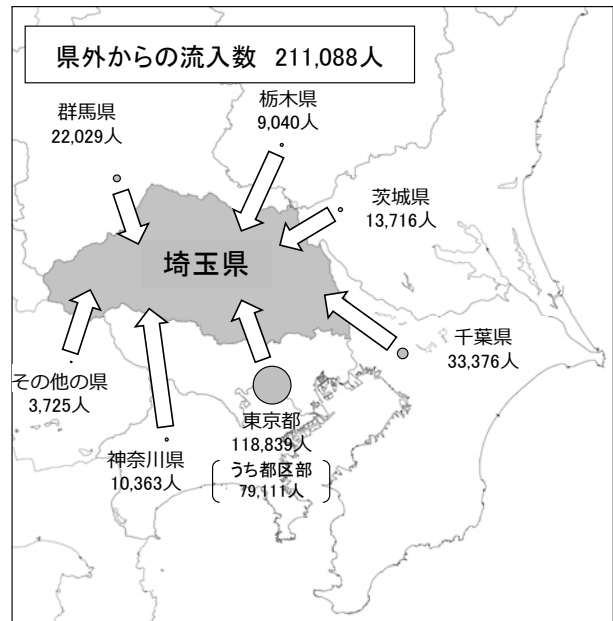 県外からの流入数 211,088人
群馬県
22,029人
栃木県
9,040人
茨城県
13,716人
埼玉県
千葉県
33,376人
その他の県
3,725人
神奈川県
10,363人
東京都
118,839人
うち都区部
79,111人